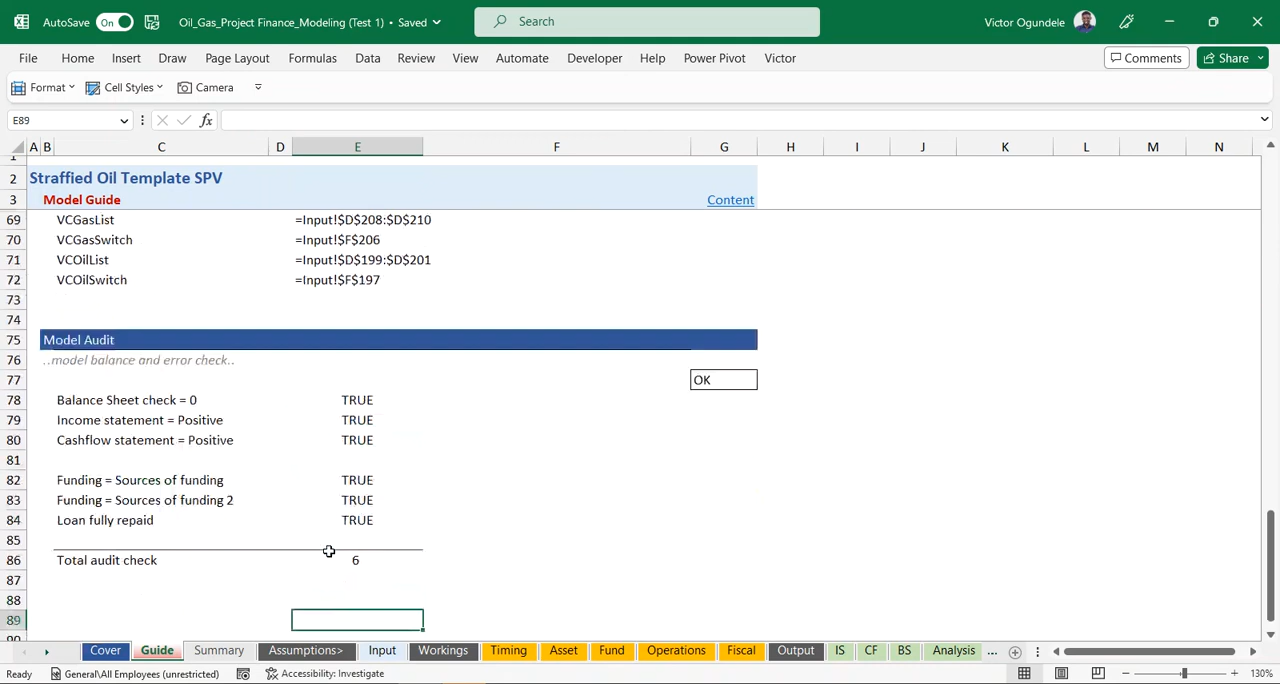 AutoSave On Oil_Gas_Project Finance_Modeling (Test 1) • Saved Search Victor Ogundele
File Home Insert Draw Page Layout Formulas Data Review View Automate Developer Help Power Pivot Victor Comments Share
Format Cell Styles Camera
E89 fx
A B C D E F G H I J K L M N
2 Straffied Oil Template SPV
3 Model Guide Content
69 VCGasList =Input!$D$208:$D$210
70 VCGasSwitch =Input!$F$206
71 VCOilList =Input!$D$199:$D$201
72 VCOilSwitch =Input!$F$197
73
74
75 Model Audit
76 ..model balance and error check..
77 OK
78 Balance Sheet check = 0 TRUE
79 Income statement = Positive TRUE
80 Cashflow statement = Positive TRUE
81
82 Funding = Sources of funding TRUE
83 Funding = Sources of funding 2 TRUE
84 Loan fully repaid TRUE
85
86 Total audit check 6
87
88
89
Cover Guide Summary Assumptions> Input Workings Timing Asset Fund Operations Fiscal Output IS CF BS Analysis ...
Ready General\All Employees (unrestricted) Accessibility: Investigate 130%